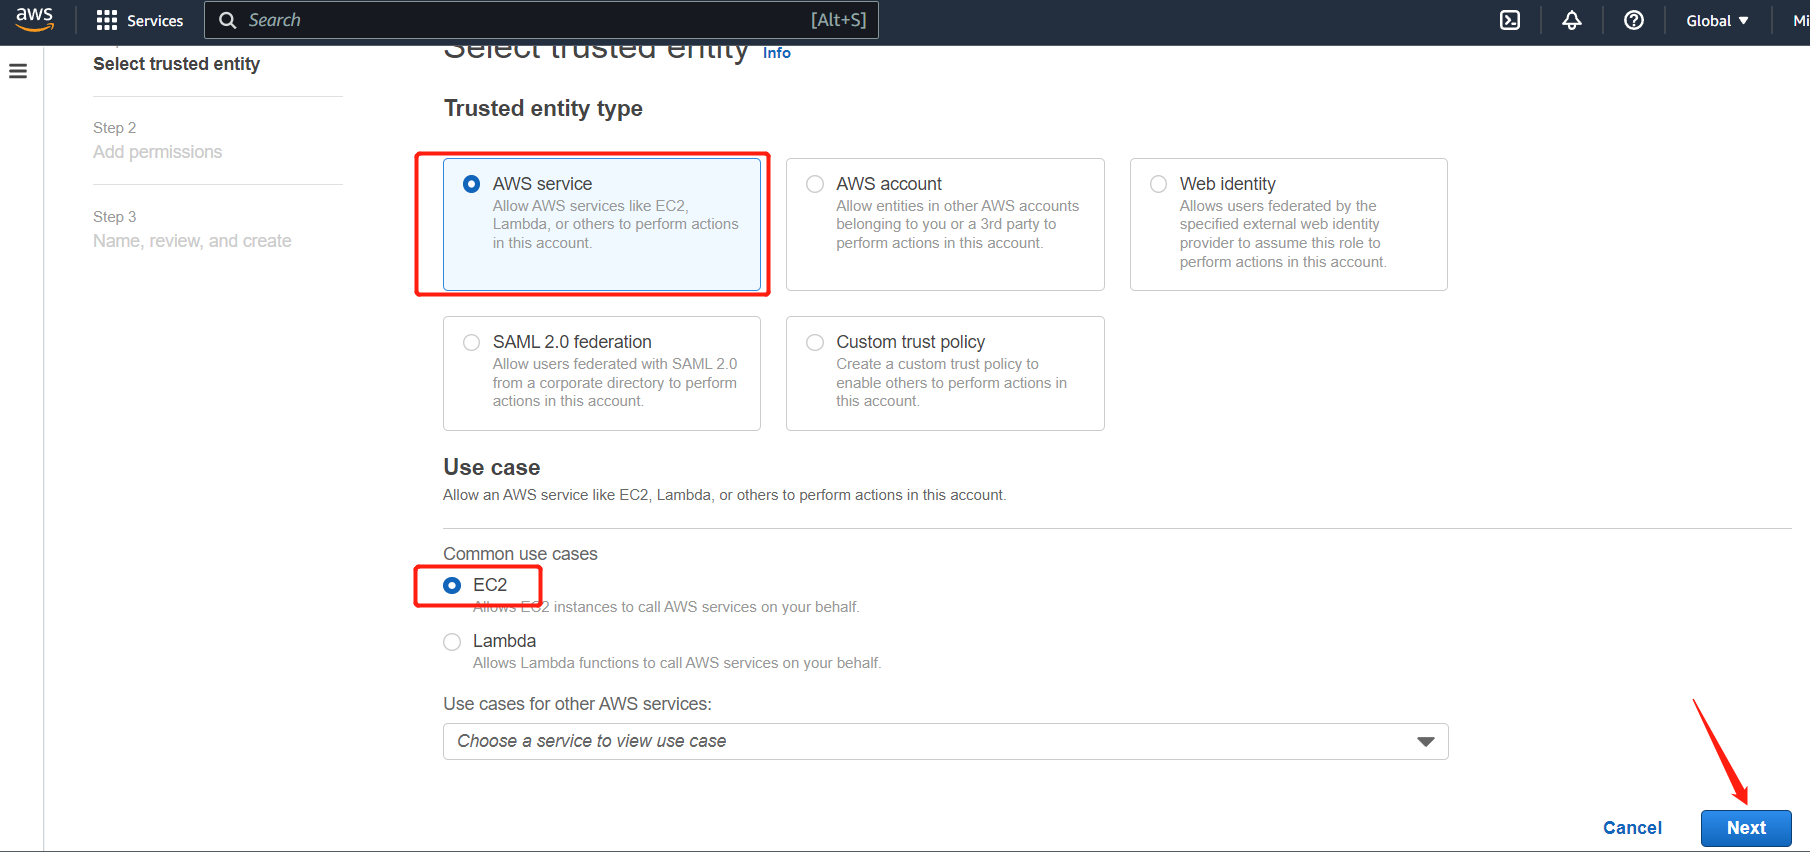 aws
Services
Search
[Alt+S]
Global
Mi
Select trusted entity
Step 2
Add permissions
Step 3
Name, review, and create
Select trusted entity
Info
Trusted entity type
AWS service
Allow AWS services like EC2,
Lambda, or others to perform actions
in this account.
AWS account
Allow entities in other AWS accounts
belonging to you or a 3rd party to
perform actions in this account.
Web identity
Allows users federated by the
specified external web identity
provider to assume this role to
perform actions in this account.
SAML 2.0 federation
Allow users federated with SAML 2.0
from a corporate directory to perform
actions in this account.
Custom trust policy
Create a custom trust policy to
enable others to perform actions in
this account.
Use case
Allow an AWS service like EC2, Lambda, or others to perform actions in this account.
Common use cases
EC2
Allows EC2 instances to call AWS services on your behalf.
Lambda
Allows Lambda functions to call AWS services on your behalf.
Use cases for other AWS services:
Choose a service to view use case
Cancel
Next